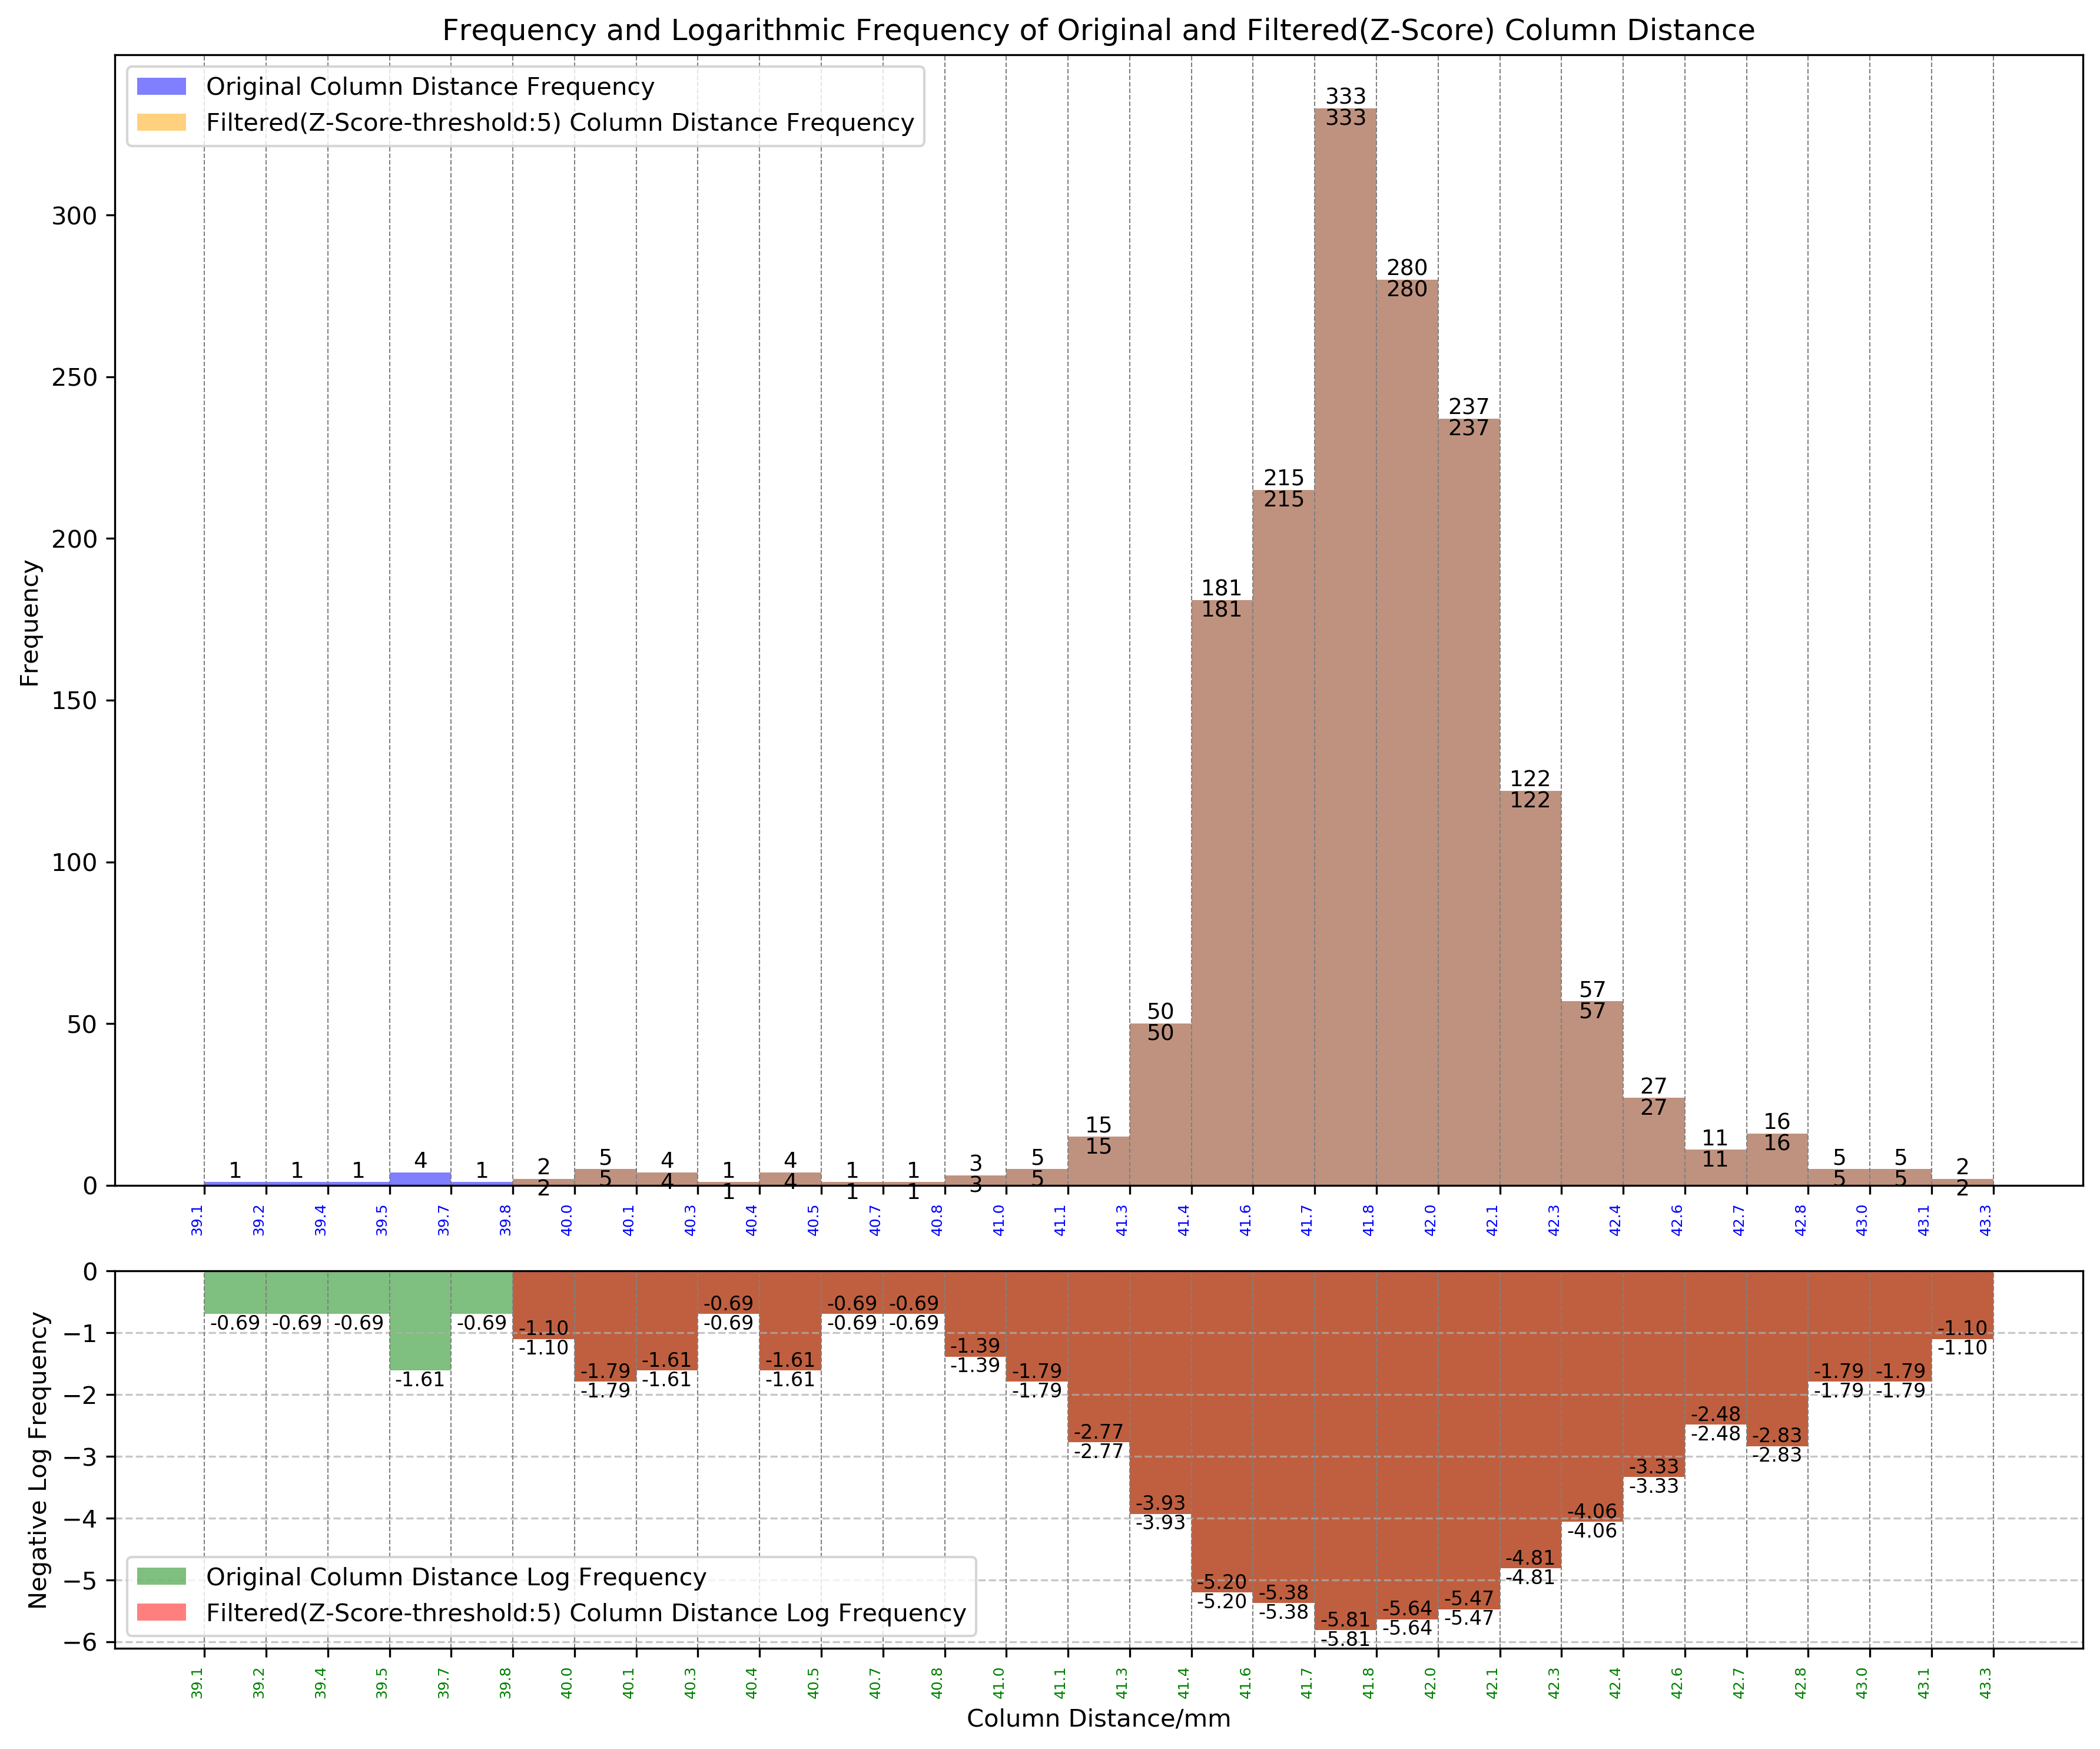 Frequency and Logarithmic Frequency of Original and Filtered(Z-Score) Column Distance
Original Column Distance Frequency
Filtered(Z-Score-threshold:5) Column Distance Frequency
Frequency
300
250
200
150
100
50
0
1 1 1 4 1 2 5 4 1 4 1 1 3 5 15 50 181 215 333 280 237 122 57 27 11 16 5 5 2
2 5 4 1 4 1 1 3 5 15 50 181 215 333 280 237 122 57 27 11 16 5 5 2
39.1 39.2 39.4 39.5 39.7 39.8 40.0 40.1 40.3 40.4 40.5 40.7 40.8 41.0 41.1 41.3 41.4 41.6 41.7 41.8 42.0 42.1 42.3 42.4 42.6 42.7 42.8 43.0 43.1 43.3
Negative Log Frequency
0
−1
−2
−3
−4
−5
−6
-0.69 -0.69 -0.69 -1.61 -0.69 -1.10 -1.79 -1.61 -0.69 -1.61 -0.69 -0.69 -1.39 -1.79 -2.77 -3.93 -5.20 -5.38 -5.81 -5.64 -5.47 -4.81 -4.06 -3.33 -2.48 -2.83 -1.79 -1.79 -1.10
-1.10 -1.79 -1.61 -0.69 -1.61 -0.69 -0.69 -1.39 -1.79 -2.77 -3.93 -5.20 -5.38 -5.81 -5.64 -5.47 -4.81 -4.06 -3.33 -2.48 -2.83 -1.79 -1.79 -1.10
Original Column Distance Log Frequency
Filtered(Z-Score-threshold:5) Column Distance Log Frequency
39.1 39.2 39.4 39.5 39.7 39.8 40.0 40.1 40.3 40.4 40.5 40.7 40.8 41.0 41.1 41.3 41.4 41.6 41.7 41.8 42.0 42.1 42.3 42.4 42.6 42.7 42.8 43.0 43.1 43.3
Column Distance/mm